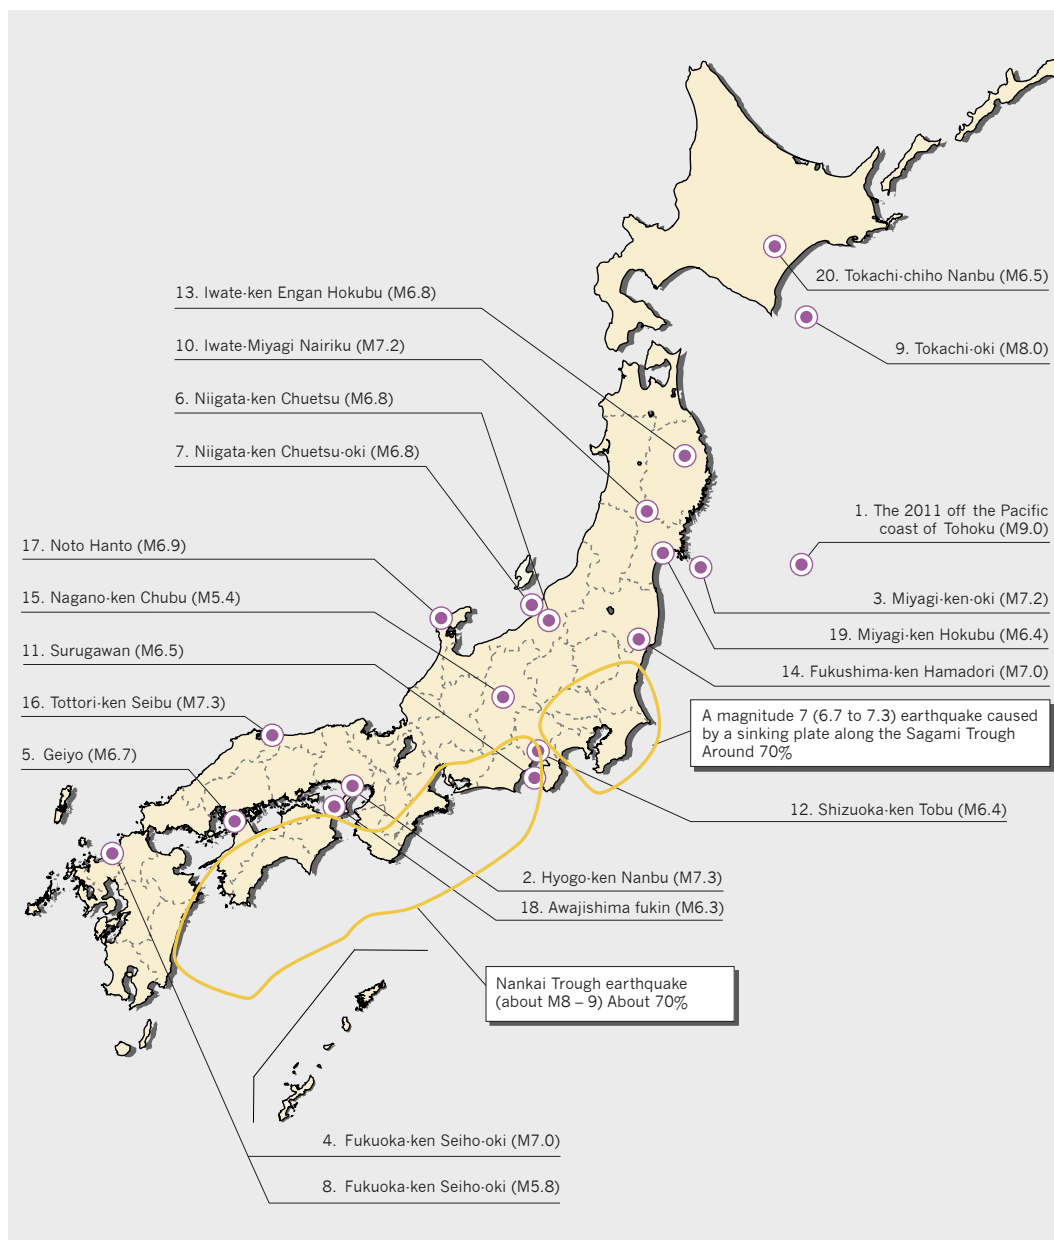 20. Tokachi-chiho Nanbu (M6.5)
13. Iwate-ken Engan Hokubu (M6.8)
10. Iwate-Miyagi Nairiku (M7.2)
9. Tokachi-oki (M8.0)
6. Niigata-ken Chuetsu (M6.8)
7. Niigata-ken Chuetsu-oki (M6.8)
1. The 2011 off the Pacific
coast of Tohoku (M9.0)
17. Noto Hanto (M6.9)
15. Nagano-ken Chubu (M5.4)
3. Miyagi-ken-oki (M7.2)
19. Miyagi-ken Hokubu (M6.4)
11. Surugawan (M6.5)
14. Fukushima-ken Hamadori (M7.0)
16. Tottori-ken Seibu (M7.3)
A magnitude 7 (6.7 to 7.3) earthquake caused
by a sinking plate along the Sagami Trough
Around 70%
5. Geiyo (M6.7)
12. Shizuoka-ken Tobu (M6.4)
2. Hyogo-ken Nanbu (M7.3)
18. Awajishima fukin (M6.3)
Nankai Trough earthquake
(about M8 – 9) About 70%
4. Fukuoka-ken Seiho-oki (M7.0)
8. Fukuoka-ken Seiho-oki (M5.8)